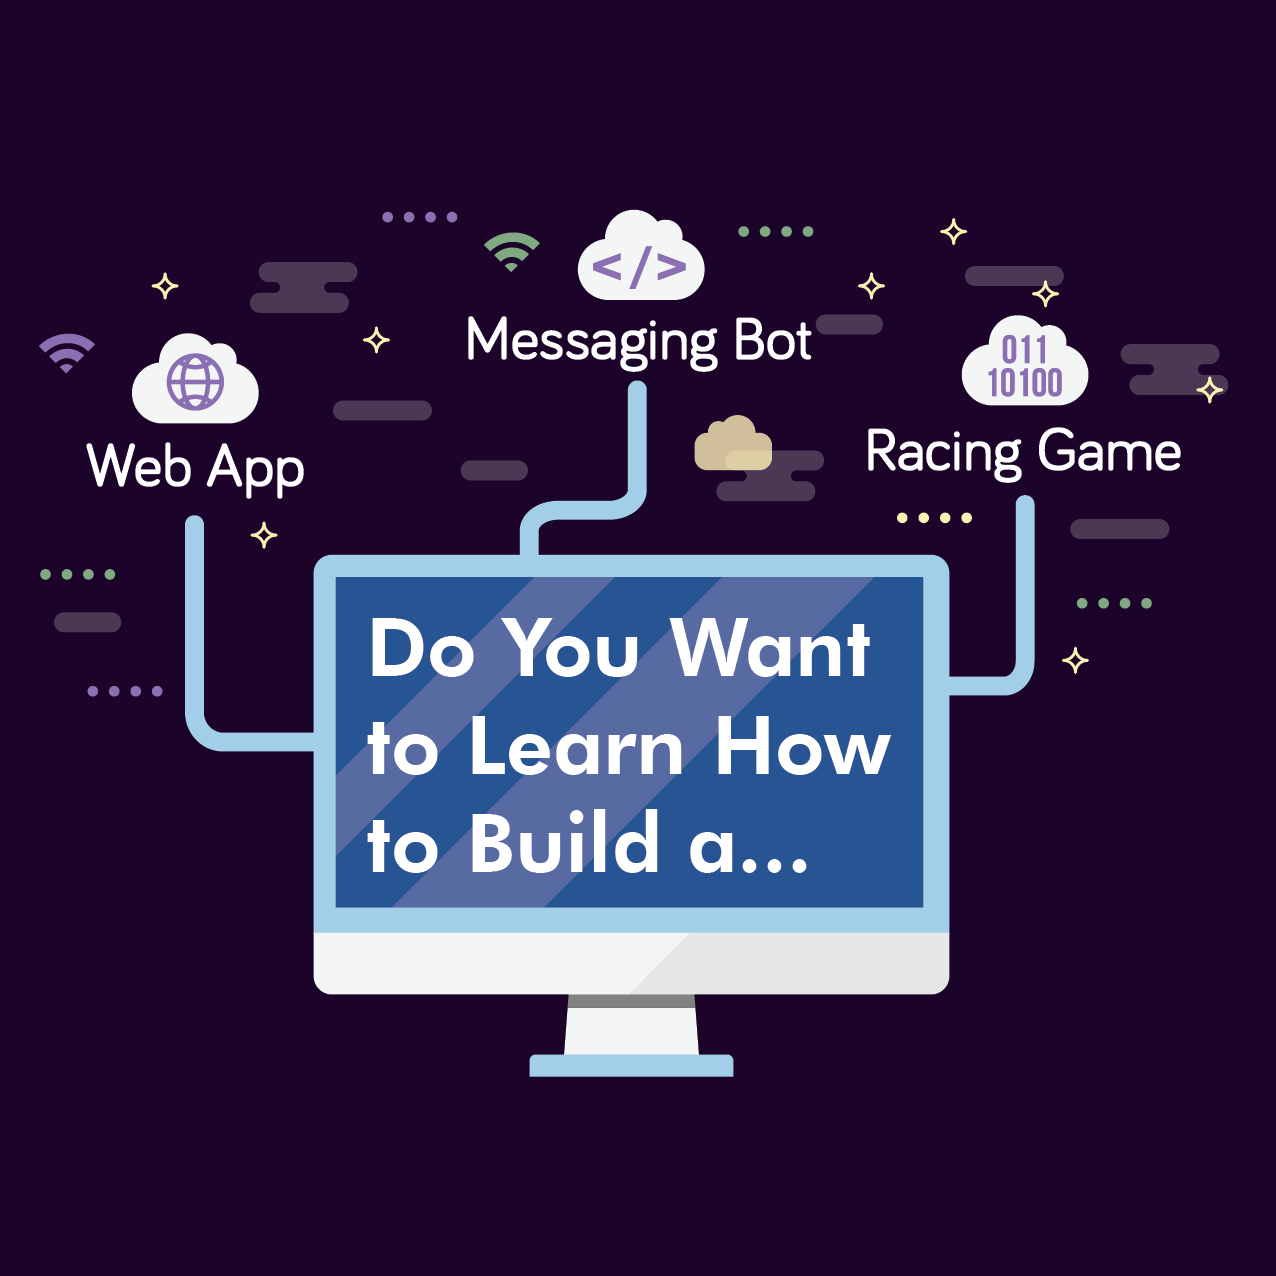 </>
Messaging Bot
011
10100
Web App
Racing Game
Do You Want
to Learn How
to Build a...